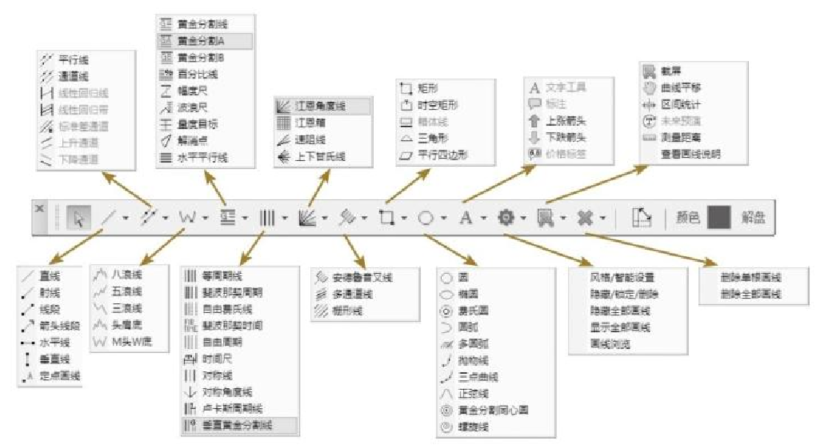 平行线
通道线
线性回归线
线性回归带
标准差通道
上升通道
下降通道
黄金分割线
黄金分割A
黄金分割B
百分比线
幅度尺
波浪尺
量度目标
解消点
水平平行线
江恩角度线
江恩箱
速阻线
上下甘氏线
矩形
时空矩形
箱体线
三角形
平行四边形
A 文字工具
标注
上涨箭头
下跌箭头
价格标签
截屏
曲线平移
区间统计
未来预演
测量距离
查看画线说明
A 颜色 解盘
直线
射线
线段
箭头线段
水平线
垂直线
定点画线
八浪线
五浪线
三浪线
头肩底
M头W底
等周期线
斐波那契周期
自由费氏线
斐波那契时间
自由周期
时间尺
对称线
对称角度线
卢卡斯周期线
垂直黄金分割线
安德鲁音叉线
多通道线
栅形线
圆
椭圆
费氏圆
圆弧
多圆弧
抛物线
三点曲线
正弦线
黄金分割同心圆
螺旋线
风格/智能设置
隐藏/锁定/删除
隐藏全部画线
显示全部画线
画线浏览
删除单根画线
删除全部画线